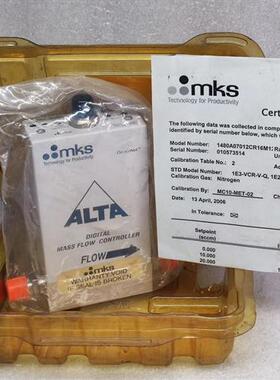 mks
Technology for Productivity
ALTA
DIGITAL
MASS FLOW CONTROLLER
FLOW
mks
WARRANTY VOID
IF SEAL IS BROKEN
mks
Technology for Productivity
Cert
The following data was collected in comp
identified by serial number below, which
Model Number: 1480A07012CR16M1
Serial Number: 010573514
Calibration Table No.: 2
STD Model Number: 1E3-VCR-V-Q, 1E2
Calibration Gas: Nitrogen
Calibration By: MC10-MET-02
Date: 13 April, 2006
In Tolerance:
Setpoint
(sccm)
0.000
10.000
20.000